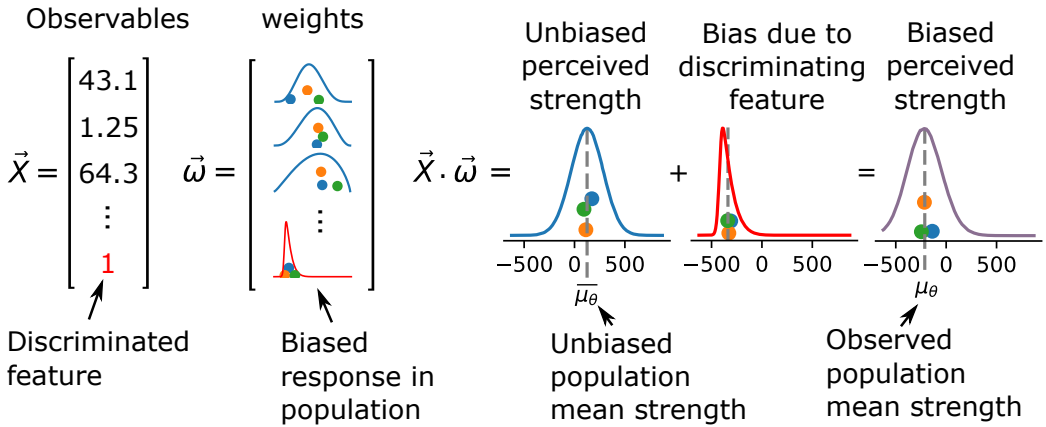 Observables
weights
Unbiased
perceived
strength
Bias due to
discriminating
feature
Biased
perceived
strength
X⃗ =
43.1
1.25
64.3
⋮
1
ω⃗ =
⋮
X⃗ · ω⃗ =
+
=
−500 0 500
−500 0 500
−500 0 500
μ̅θ
μθ
Discriminated
feature
Biased
response in
population
Unbiased
population
mean strength
Observed
population
mean strength